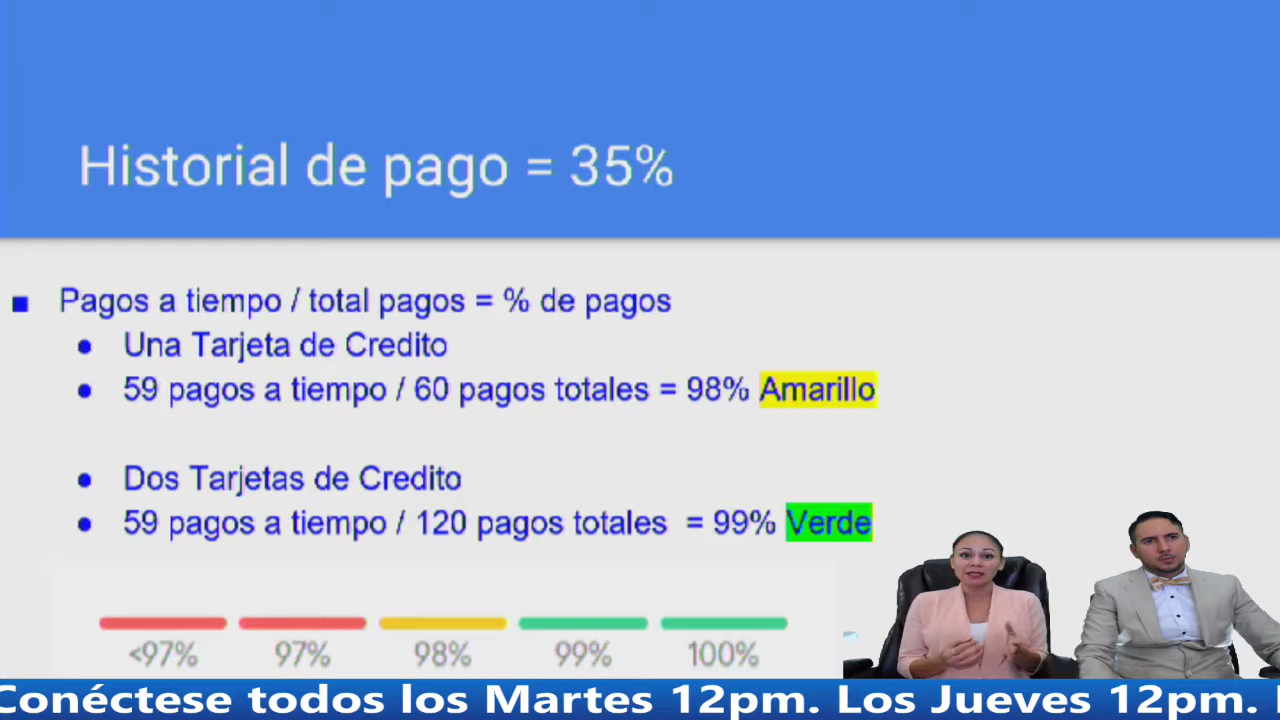 Historial de pago = 35%
Pagos a tiempo / total pagos = % de pagos
Una Tarjeta de Credito
59 pagos a tiempo / 60 pagos totales = 98% Amarillo
Dos Tarjetas de Credito
59 pagos a tiempo / 120 pagos totales = 99% Verde
<97% 97% 98% 99% 100%
Conéctese todos los Martes 12pm. Los Jueves 12pm.